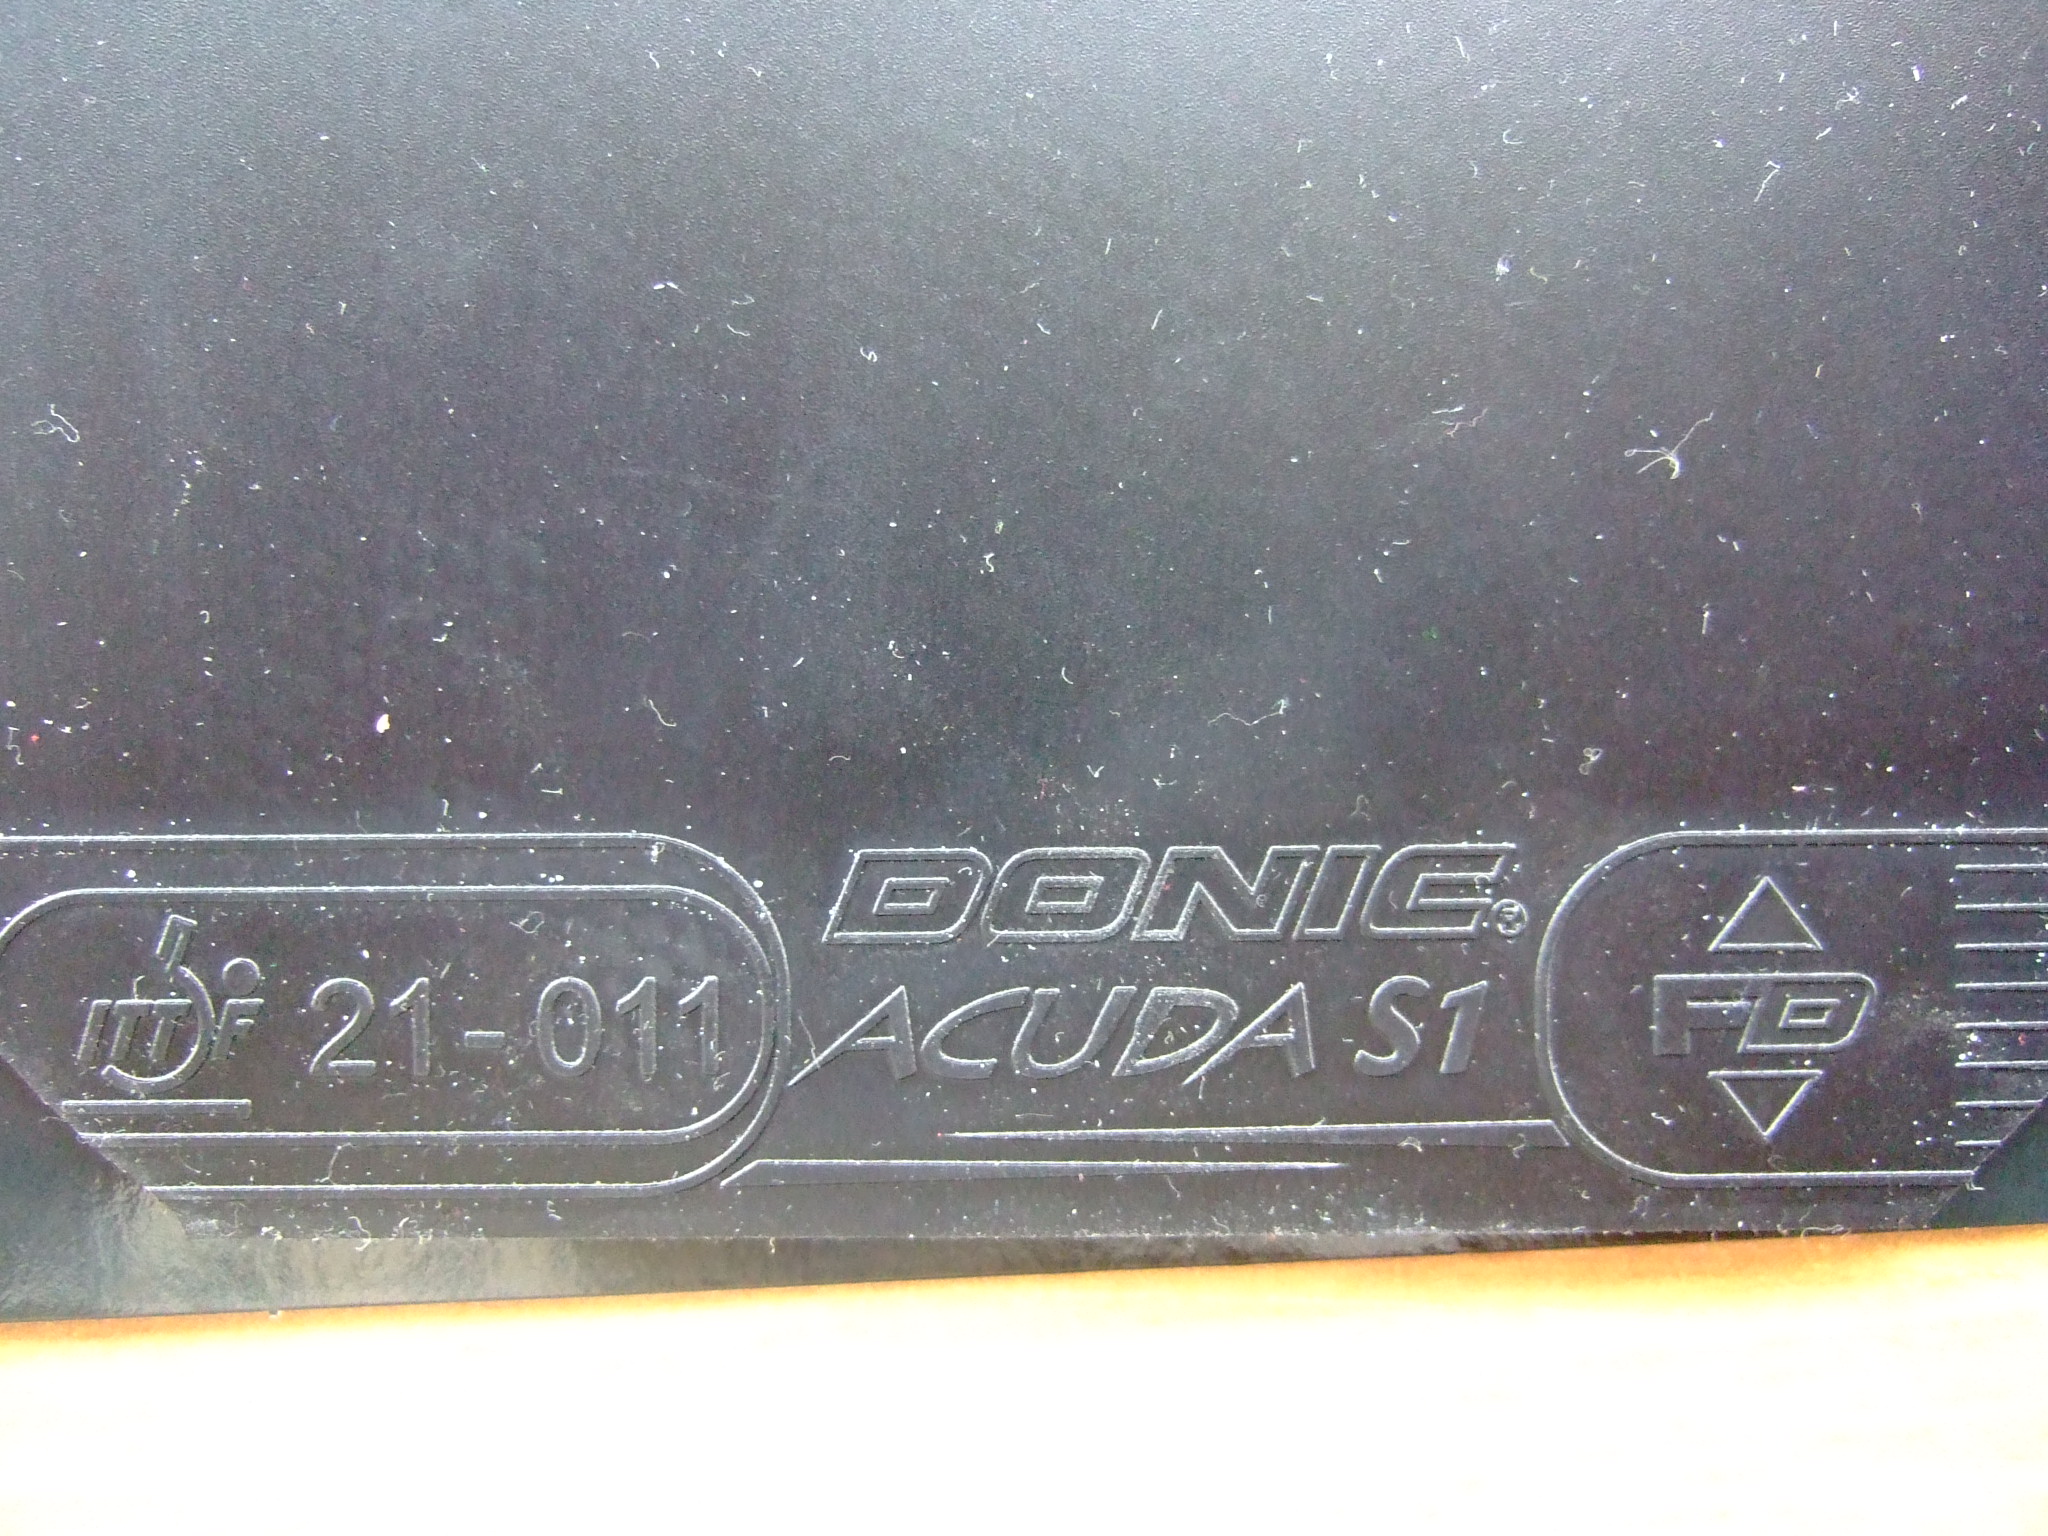 ITTF 21-011
DONIC®
ACUDA S1
FD